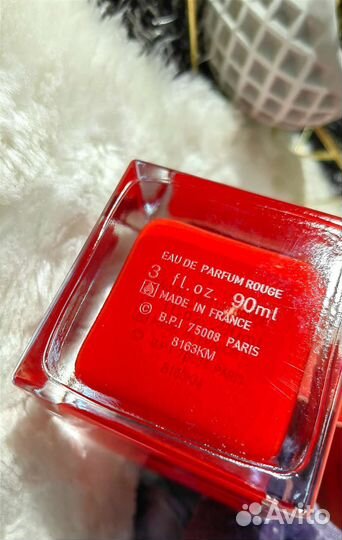 EAU DE PARFUM ROUGE
3 fl.oz. 90ml
MADE IN FRANCE
© B.P.I 75008 PARIS
8163KM
Avito